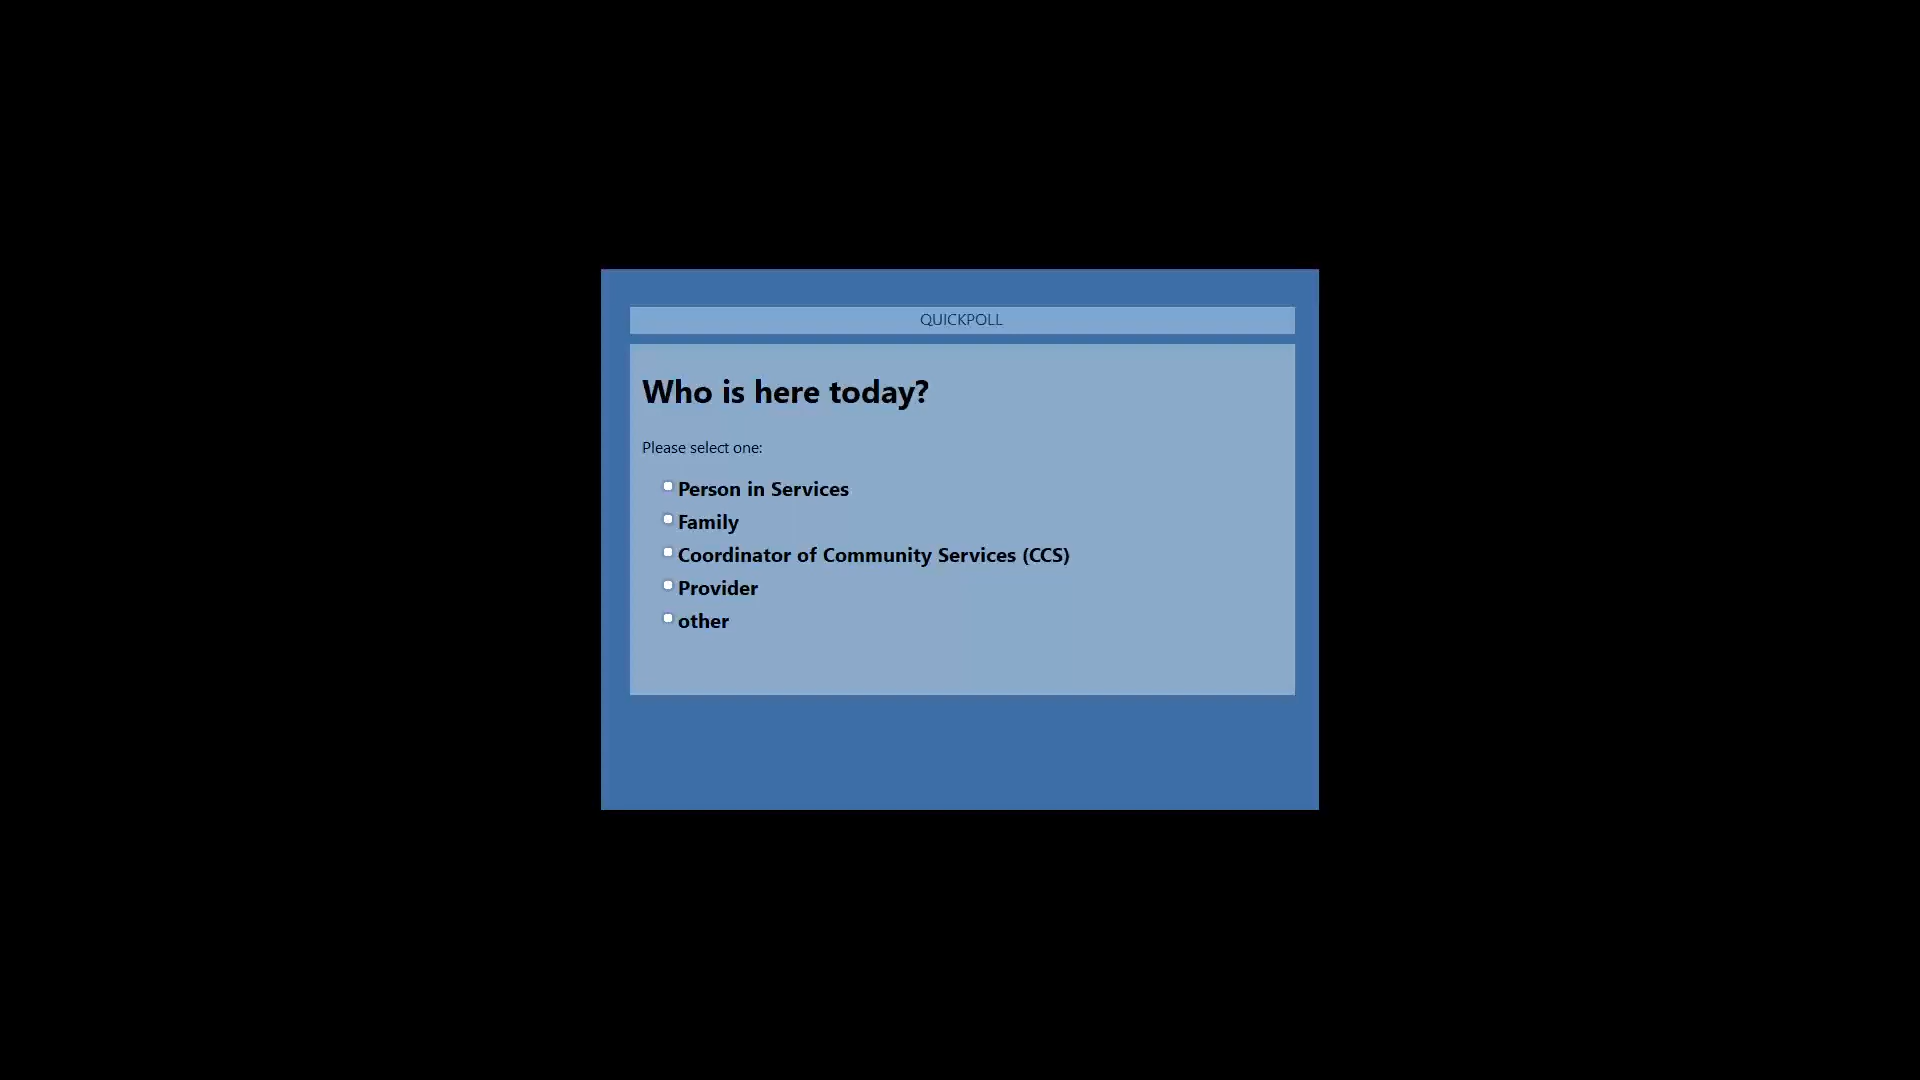 QUICKPOLL
Who is here today?
Please select one:
Person in Services
Family
Coordinator of Community Services (CCS)
Provider
other